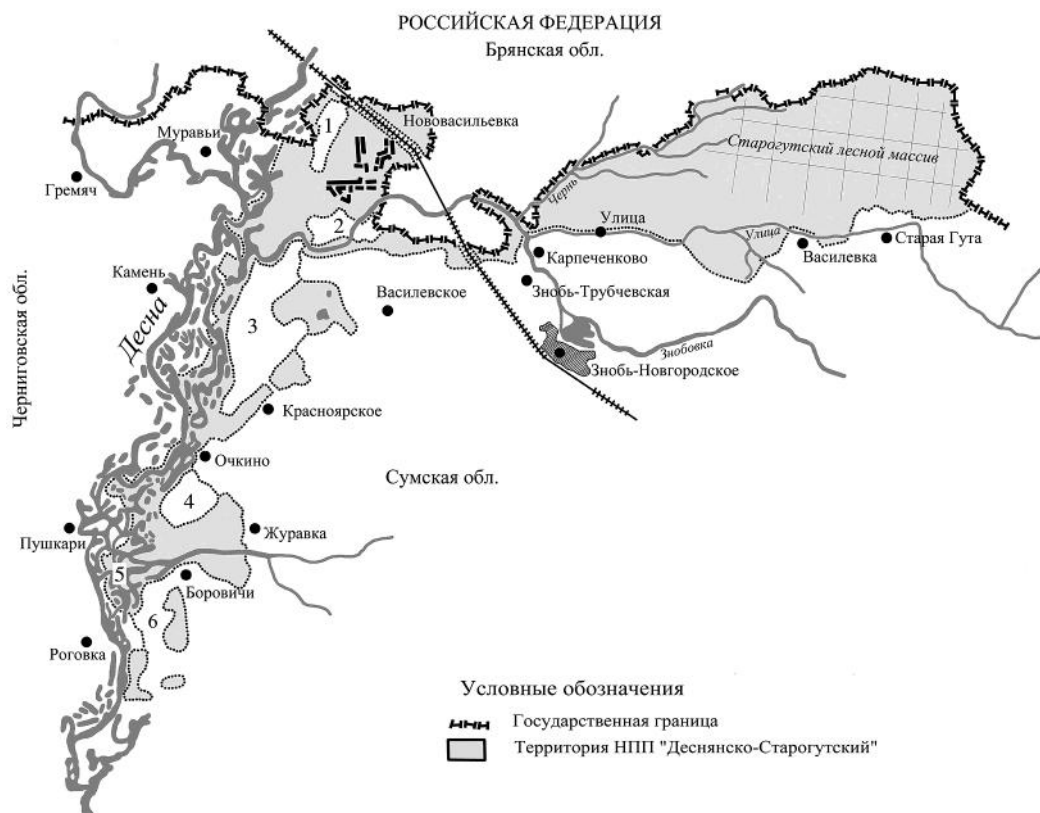 РОССИЙСКАЯ ФЕДЕРАЦИЯ
Брянская обл.
1
Нововасильевка
Муравьи
Старогутский лесной массив
Гремяч
Чернь
2
Улица
Улица
Старая Гута
Карпеченково
Василевка
Камень
Знобь-Трубчевская
Василевское
Десна
3
Знобовка
Черниговская обл.
Знобь-Новгородское
Красноярское
Очкино
Сумская обл.
4
Пушкари
Журавка
5
Боровичи
6
Роговка
Условные обозначения
Государственная граница
Территория НПП "Деснянско-Старогутский"